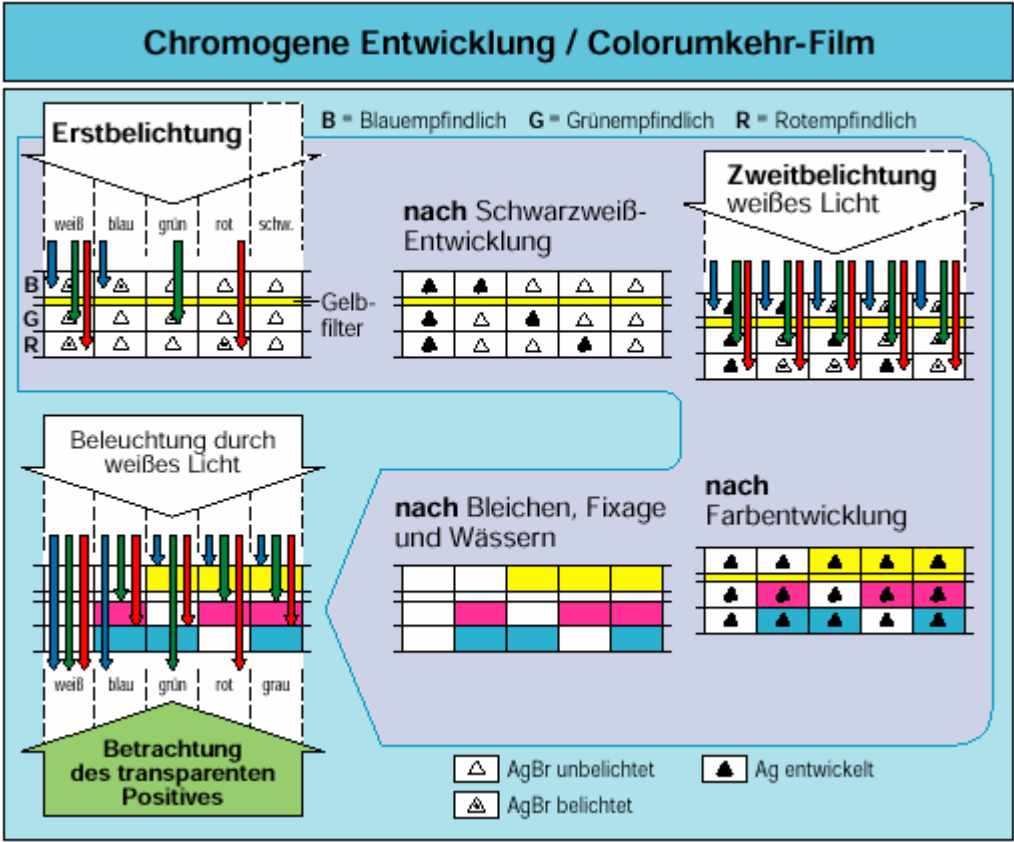 Chromogene Entwicklung / Colorumkehr-Film
B = Blauempfindlich G = Grünempfindlich R = Rotempfindlich
Erstbelichtung
weiß blau grün rot schw.
B
G
R
Gelb-
filter
nach Schwarzweiß-
Entwicklung
Zweitbelichtung
weißes Licht
Beleuchtung durch
weißes Licht
weiß blau grün rot grau
Betrachtung
des transparenten
Positives
nach Bleichen, Fixage
und Wässern
nach
Farbentwicklung
AgBr unbelichtet
Ag entwickelt
AgBr belichtet